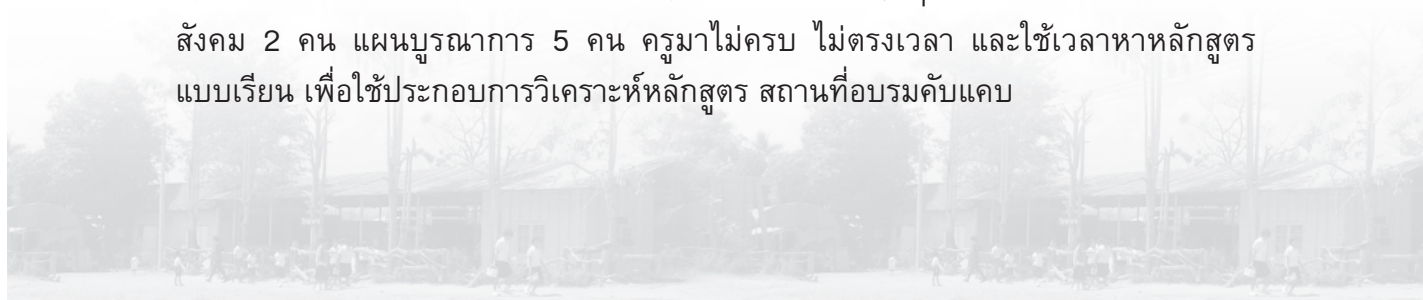 สังคม 2 คน แผนบูรณาการ 5 คน ครูมาไม่ครบ ไม่ตรงเวลา และใช้เวลาหาหลักสูตร
แบบเรียน เพื่อใช้ประกอบการวิเคราะห์หลักสูตร สถานที่อบรมคับแคบ